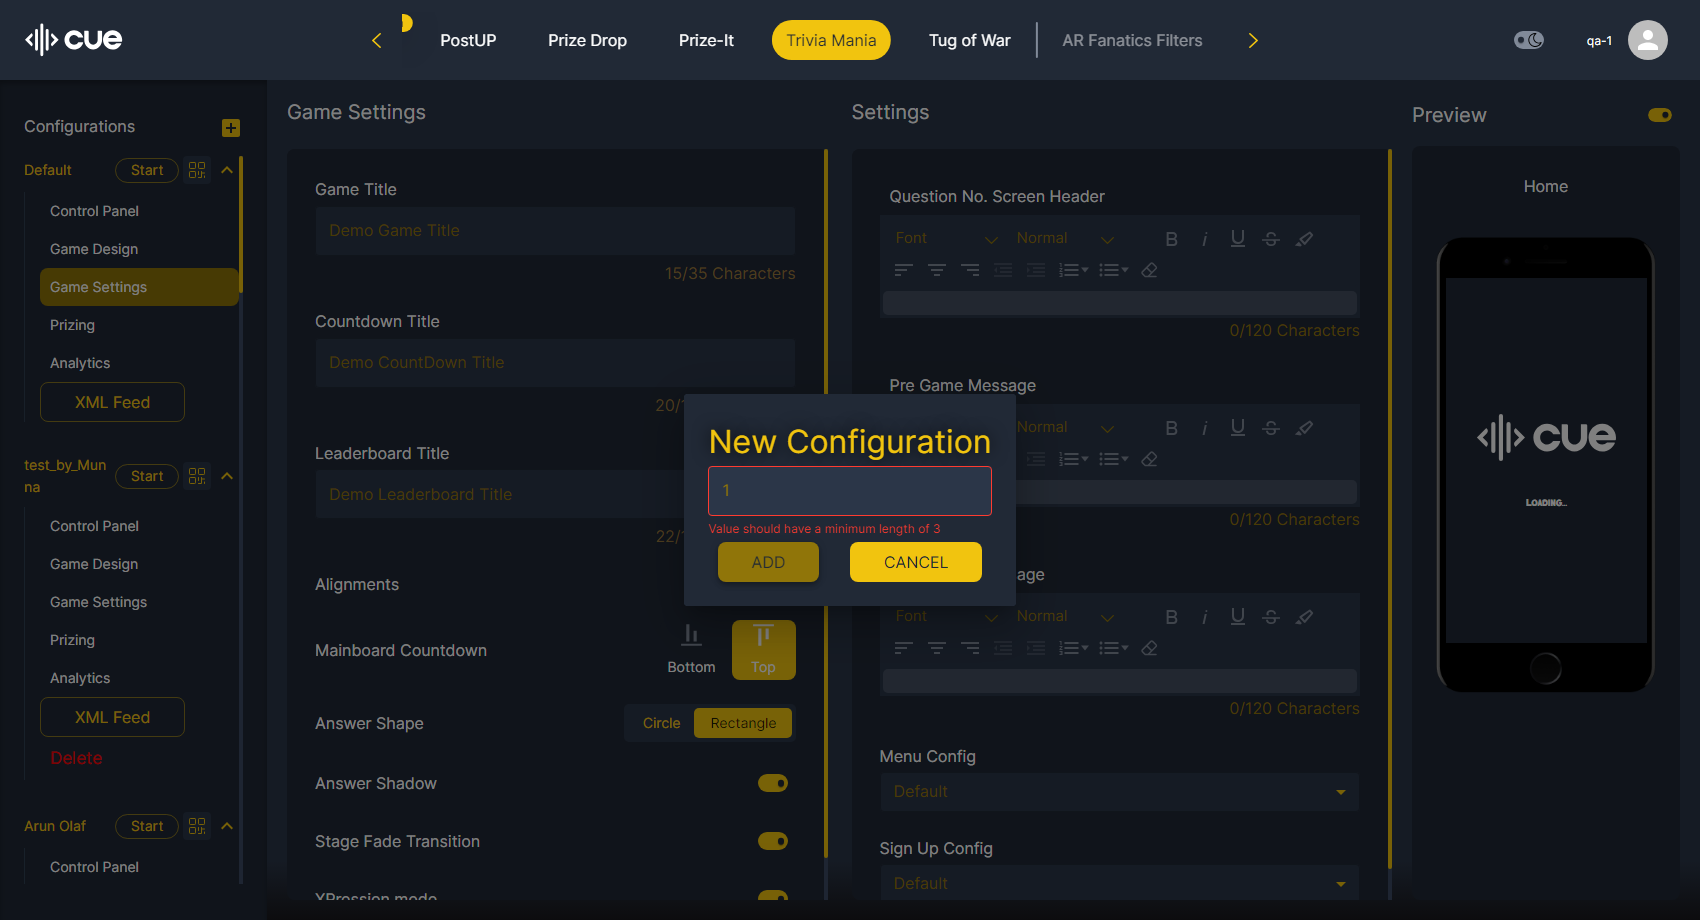 cue
PostUP
Prize Drop
Prize-It
Trivia Mania
Tug of War
AR Fanatics Filters
qa-1
Configurations
Default
Start
Control Panel
Game Design
Game Settings
Prizing
Analytics
XML Feed
test_by_Mun
na
Start
Control Panel
Game Design
Game Settings
Prizing
Analytics
XML Feed
Delete
Arun Olaf
Start
Control Panel
Game Settings
Game Title
Demo Game Title
15/35 Characters
Countdown Title
Demo CountDown Title
20/
Leaderboard Title
Demo Leaderboard Title
22/
Alignments
Mainboard Countdown
Bottom
Top
Answer Shape
Circle
Rectangle
Answer Shadow
Stage Fade Transition
XPression mode
New Configuration
1
Value should have a minimum length of 3
ADD
CANCEL
Settings
Question No. Screen Header
Font
Normal
0/120 Characters
Pre Game Message
Normal
0/120 Characters
age
Font
Normal
0/120 Characters
Menu Config
Default
Sign Up Config
Default
Preview
Home
cue
LOADING...